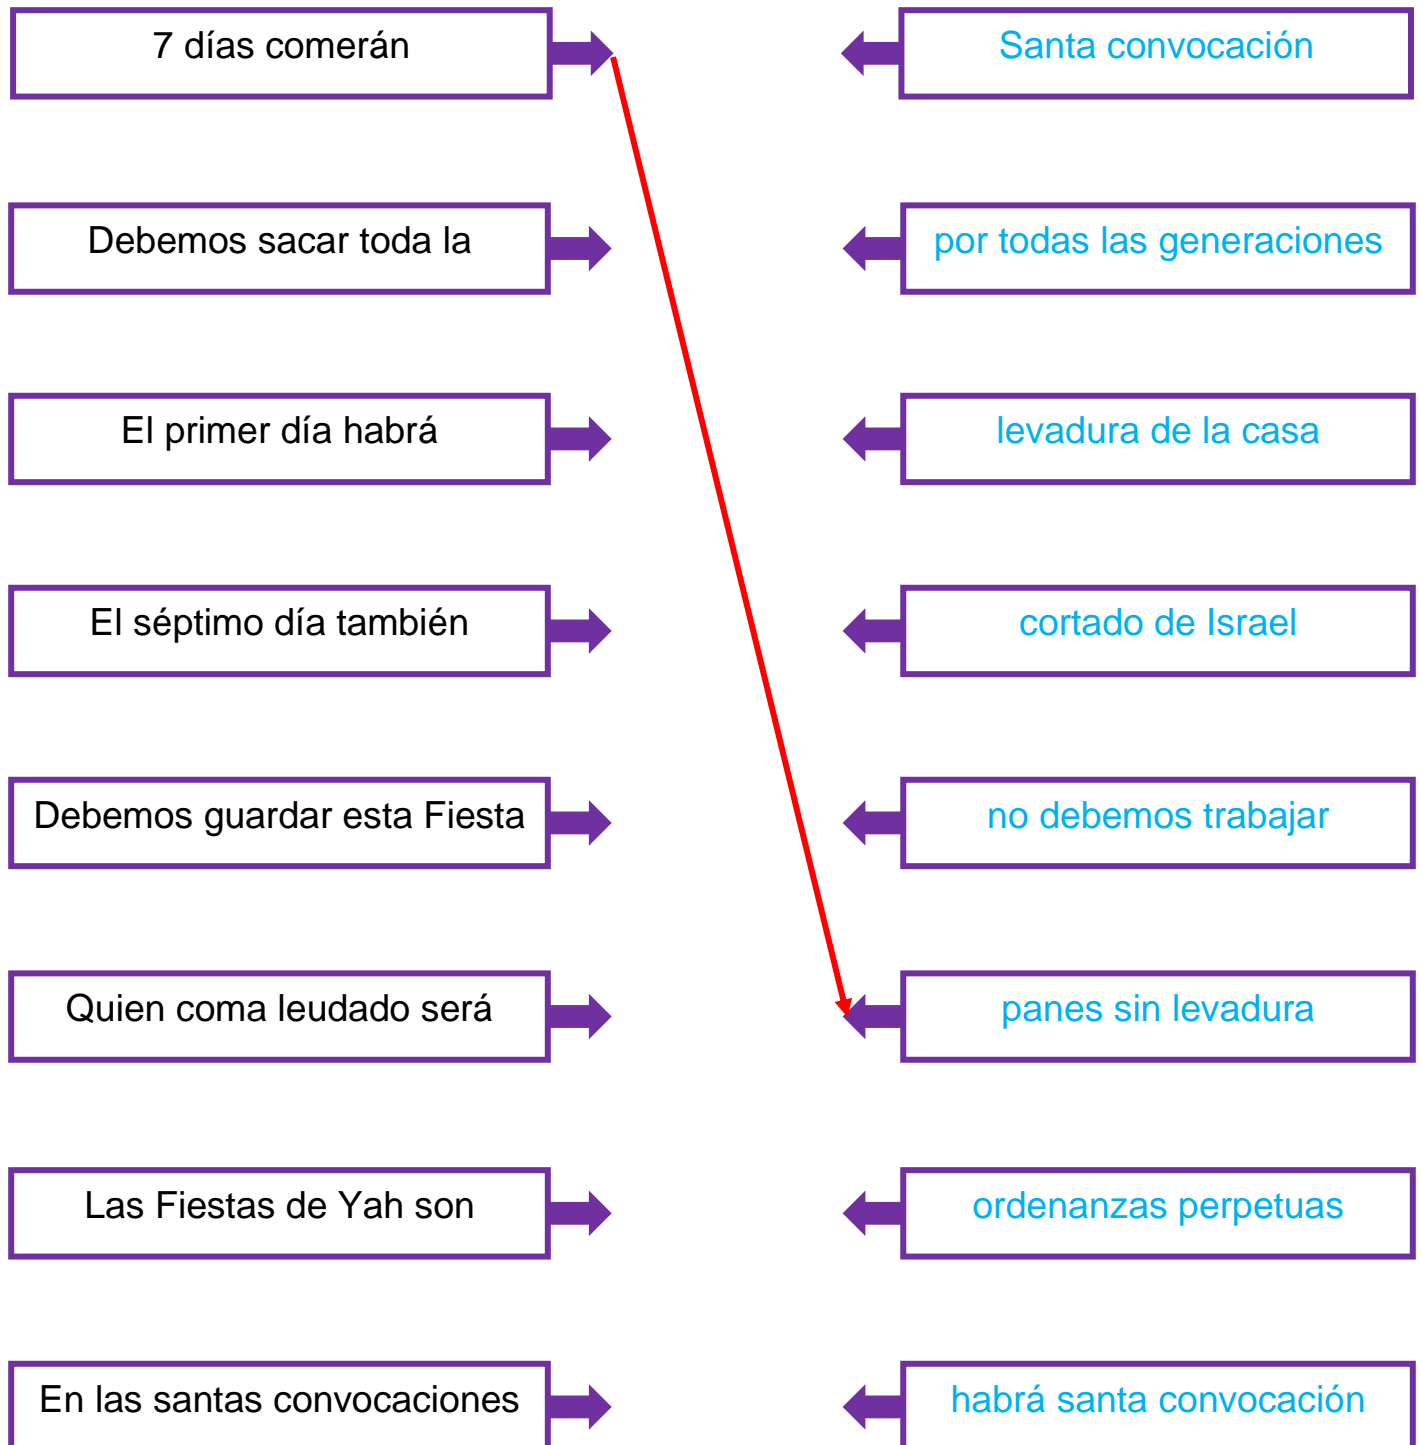 7 días comerán
Santa convocación
Debemos sacar toda la
por todas las generaciones
El primer día habrá
levadura de la casa
El séptimo día también
cortado de Israel
Debemos guardar esta Fiesta
no debemos trabajar
Quien coma leudado será
panes sin levadura
Las Fiestas de Yah son
ordenanzas perpetuas
En las santas convocaciones
habrá santa convocación